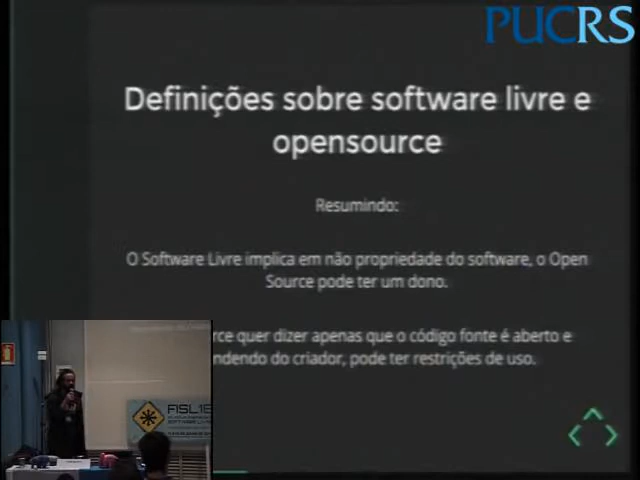 PUCRS
Definições sobre software livre e
opensource
Resumindo:
O Software Livre implica em não propriedade do software, o Open
Source pode ter um dono.
rce quer dizer apenas que o código fonte é aberto e
ndendo do criador, pode ter restrições de uso.
FISL16